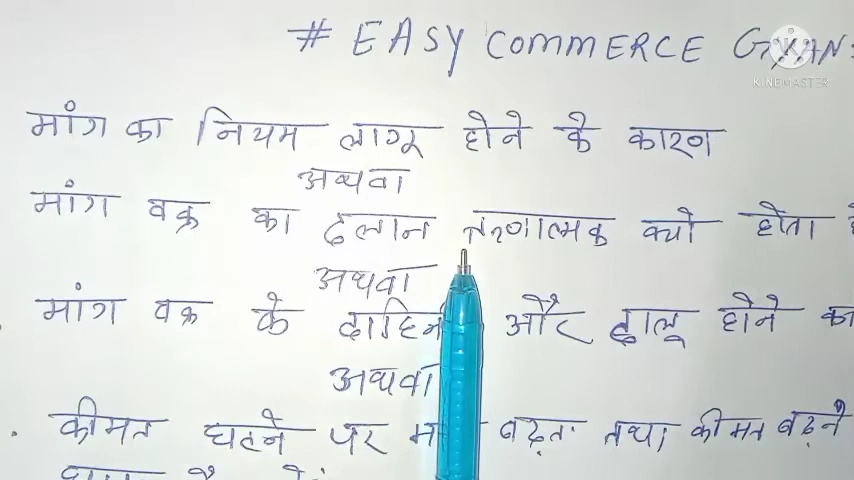 # EASY COMMERCE GYAN
KINEMASTER
मांग का नियम लागू होने के कारण
अथवा
मांग वक्र का ढलान ऋणात्मक क्यो होता
अथवा
मांग वक्र के दाहिने और ढालू होने का
अथवा
कीमत घटने पर बढ़ता तथा कीमत बढ़ने